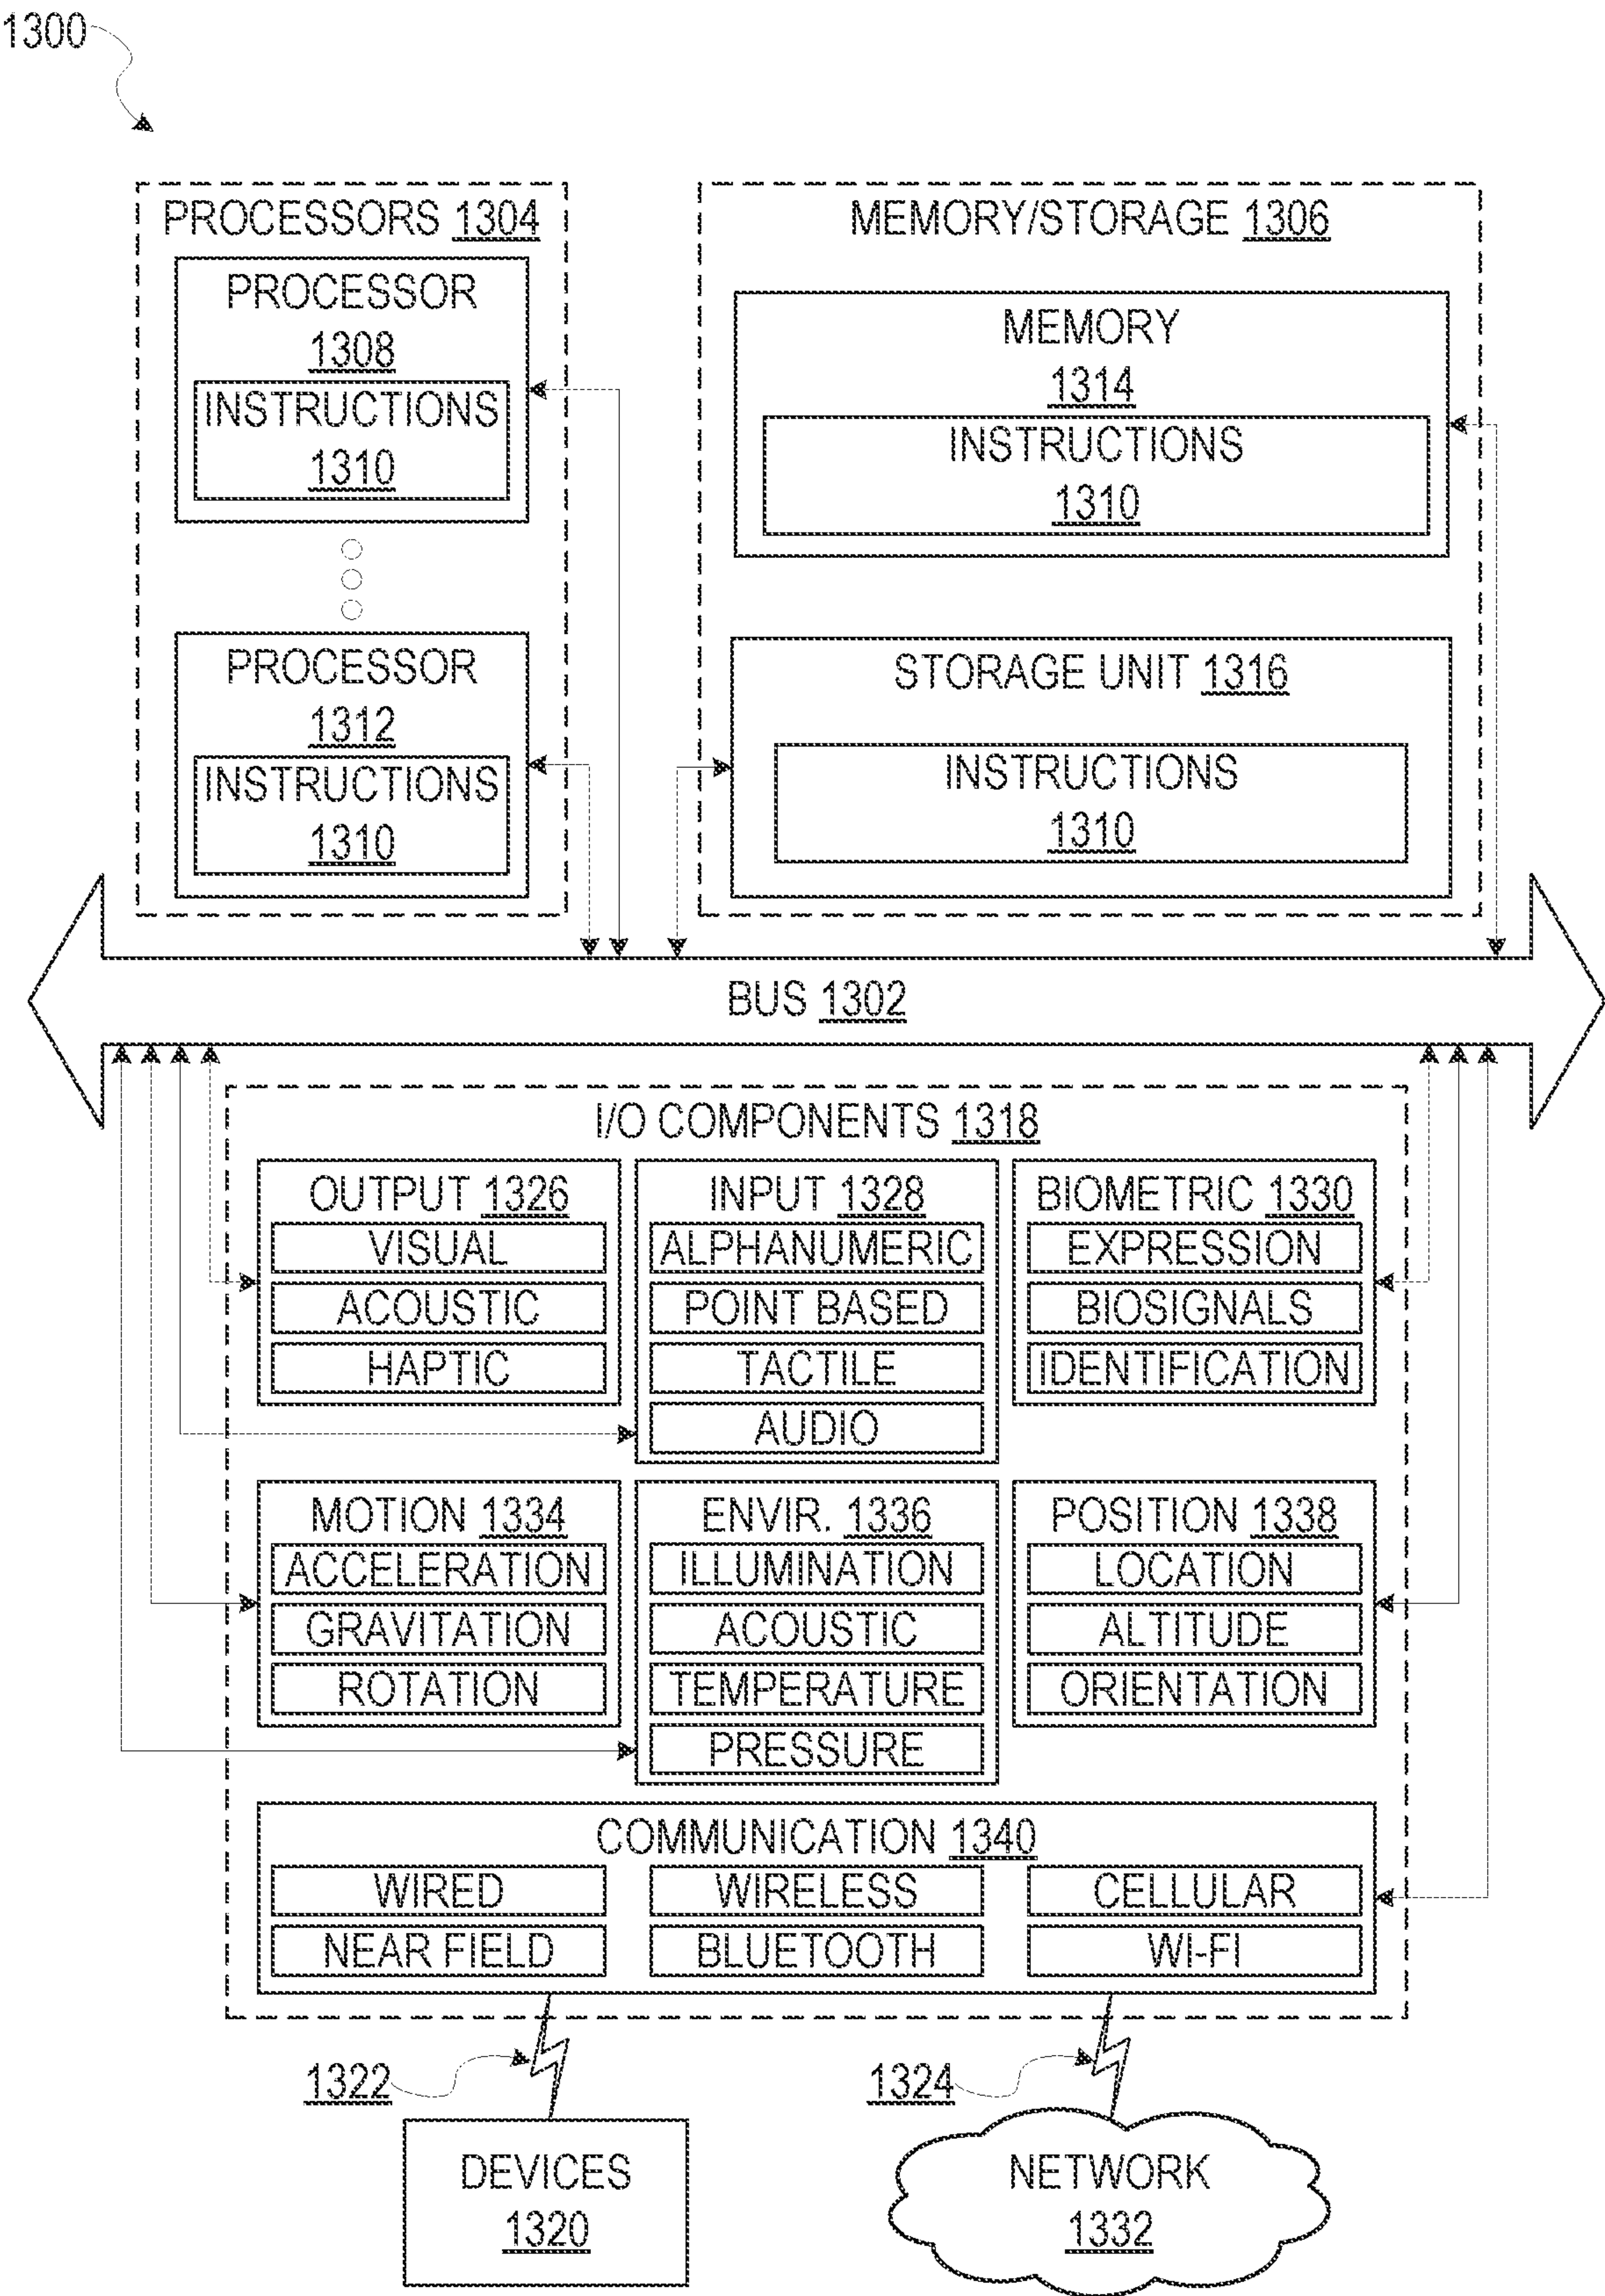 1300
PROCESSORS 1304
PROCESSOR
1308
INSTRUCTIONS
1310
PROCESSOR
1312
INSTRUCTIONS
1310
MEMORY/STORAGE 1306
MEMORY
1314
INSTRUCTIONS
1310
STORAGE UNIT 1316
INSTRUCTIONS
1310
BUS 1302
I/O COMPONENTS 1318
OUTPUT 1326
VISUAL
ACOUSTIC
HAPTIC
INPUT 1328
ALPHANUMERIC
POINT BASED
TACTILE
AUDIO
BIOMETRIC 1330
EXPRESSION
BIOSIGNALS
IDENTIFICATION
MOTION 1334
ACCELERATION
GRAVITATION
ROTATION
ENVIR. 1336
ILLUMINATION
ACOUSTIC
TEMPERATURE
PRESSURE
POSITION 1338
LOCATION
ALTITUDE
ORIENTATION
COMMUNICATION 1340
WIRED
WIRELESS
CELLULAR
NEAR FIELD
BLUETOOTH
WI-FI
1322
1324
DEVICES
1320
NETWORK
1332